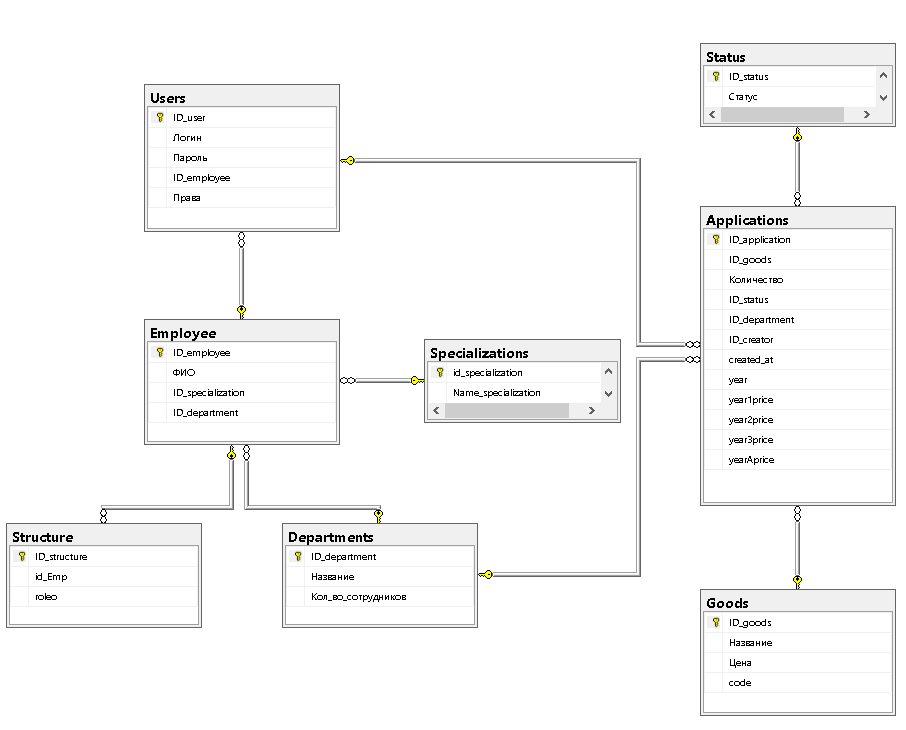 Status
ID_status
Статус
Users
ID_user
Логин
Пароль
ID_employee
Права
Applications
ID_application
ID_goods
Количество
ID_status
ID_department
ID_creator
created_at
year
year1price
year2price
year3price
yearAprice
Employee
ID_employee
ФИО
ID_specialization
ID_department
Specializations
id_specialization
Name_specialization
Structure
ID_structure
id_Emp
roleo
Departments
ID_department
Название
Кол_во_сотрудников
Goods
ID_goods
Название
Цена
code